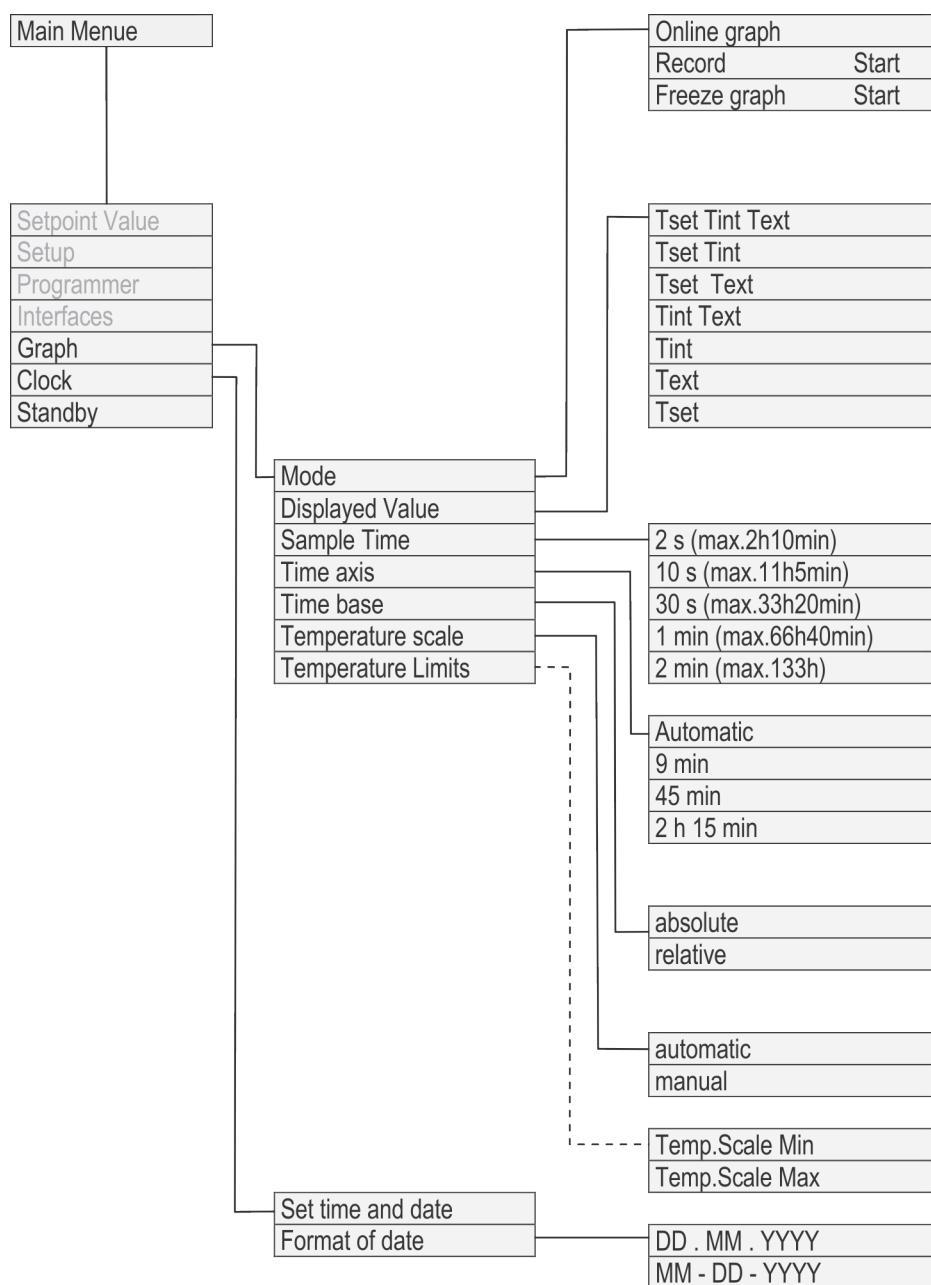 Main Menue
Setpoint Value
Setup
Programmer
Interfaces
Graph
Clock
Standby
Mode
Displayed Value
Sample Time
Time axis
Time base
Temperature scale
Temperature Limits
Set time and date
Format of date
Online graph
Record Start
Freeze graph Start
Tset Tint Text
Tset Tint
Tset Text
Tint Text
Tint
Text
Tset
2 s (max.2h10min)
10 s (max.11h5min)
30 s (max.33h20min)
1 min (max.66h40min)
2 min (max.133h)
Automatic
9 min
45 min
2 h 15 min
absolute
relative
automatic
manual
Temp.Scale Min
Temp.Scale Max
DD . MM . YYYY
MM - DD - YYYY